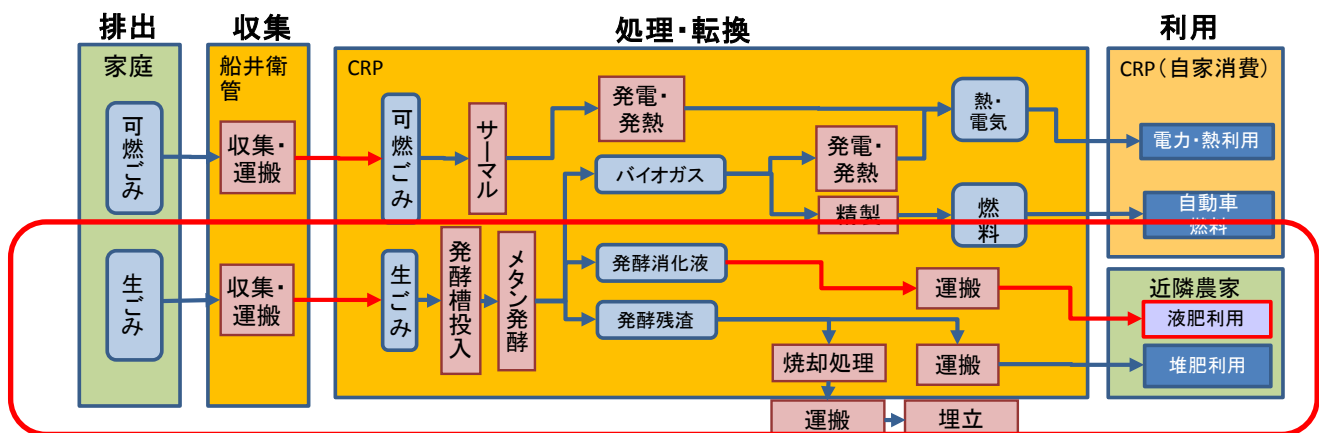 排出
収集
処理・転換
利用
家庭
船井衛
管
CRP
CRP（自家消費）
可燃ごみ
収集・
運搬
可燃ごみ
サーマル
発電・
発熱
熱・
電気
電力・熱利用
バイオガス
発電・
発熱
精製
燃料
自動車
燃料
生ごみ
収集・
運搬
生ごみ
発酵槽投入
メタン発酵
発酵消化液
運搬
近隣農家
液肥利用
発酵残渣
焼却処理
運搬
堆肥利用
運搬
埋立